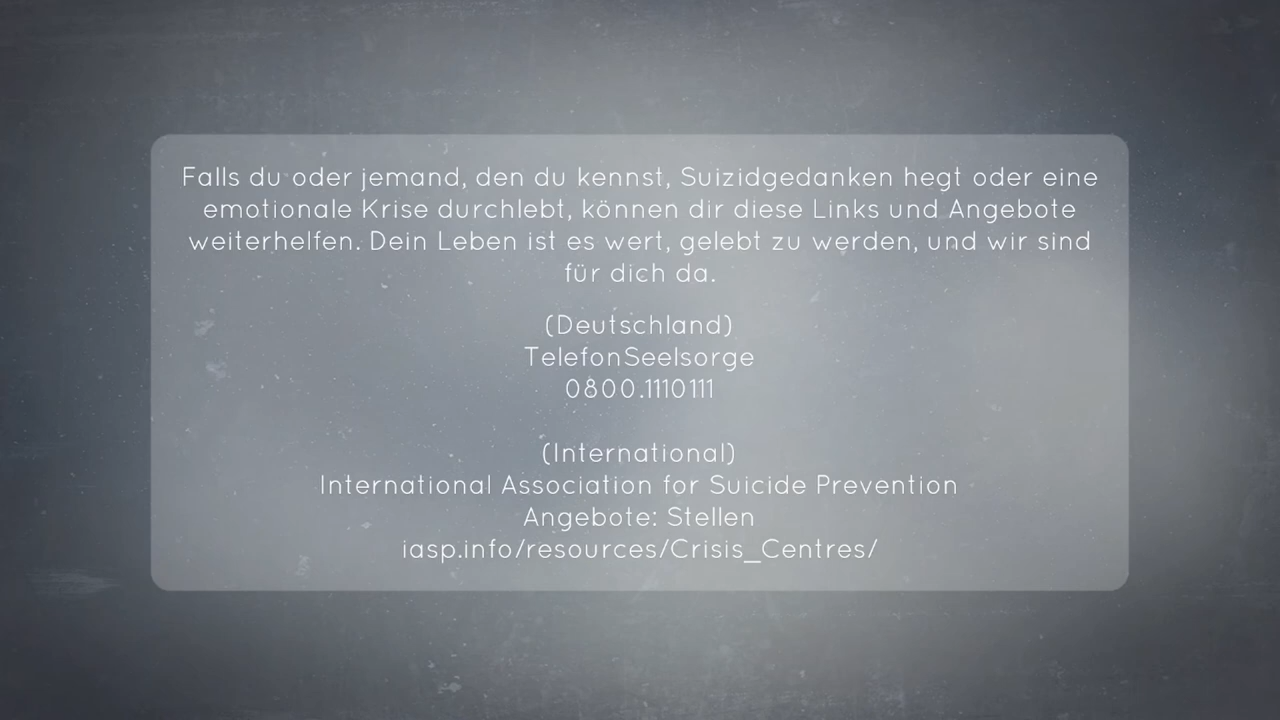 Falls du oder jemand, den du kennst, Suizidgedanken hegt oder eine
emotionale Krise durchlebt, können dir diese Links und Angebote
weiterhelfen. Dein Leben ist es wert, gelebt zu werden, und wir sind
für dich da.
(Deutschland)
TelefonSeelsorge
0800.1110111
(International)
International Association for Suicide Prevention
Angebote: Stellen
iasp.info/resources/Crisis_Centres/